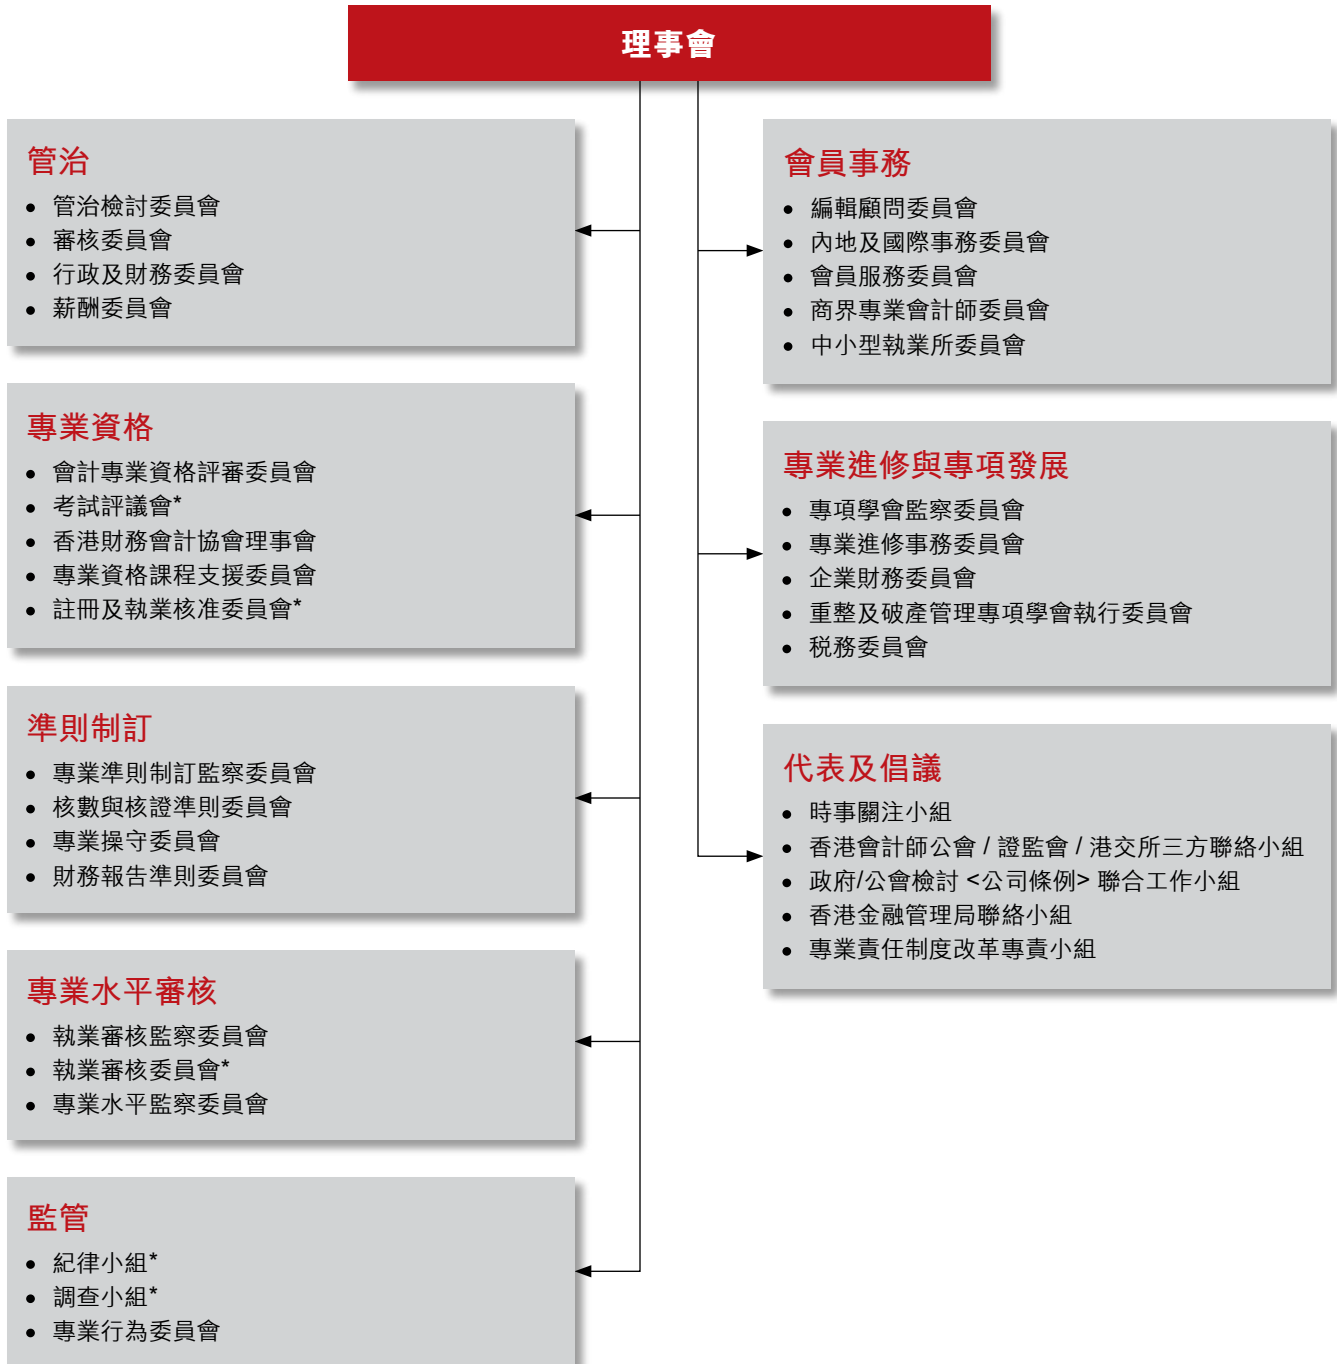 理事會
管治
• 管治檢討委員會
• 審核委員會
• 行政及財務委員會
• 薪酬委員會
專業資格
• 會計專業資格評審委員會
• 考試評議會*
• 香港財務會計協會理事會
• 專業資格課程支援委員會
• 註冊及執業核准委員會*
準則制訂
• 專業準則制訂監察委員會
• 核數與核證準則委員會
• 專業操守委員會
• 財務報告準則委員會
專業水平審核
• 執業審核監察委員會
• 執業審核委員會*
• 專業水平監察委員會
監管
• 紀律小組*
• 調查小組*
• 專業行為委員會
會員事務
• 編輯顧問委員會
• 內地及國際事務委員會
• 會員服務委員會
• 商界專業會計師委員會
• 中小型執業所委員會
專業進修與專項發展
• 專項學會監察委員會
• 專業進修事務委員會
• 企業財務委員會
• 重整及破產管理專項學會執行委員會
• 税務委員會
代表及倡議
• 時事關注小組
• 香港會計師公會 / 證監會 / 港交所三方聯絡小組
• 政府/公會檢討 <公司條例> 聯合工作小組
• 香港金融管理局聯絡小組
• 專業責任制度改革專責小組